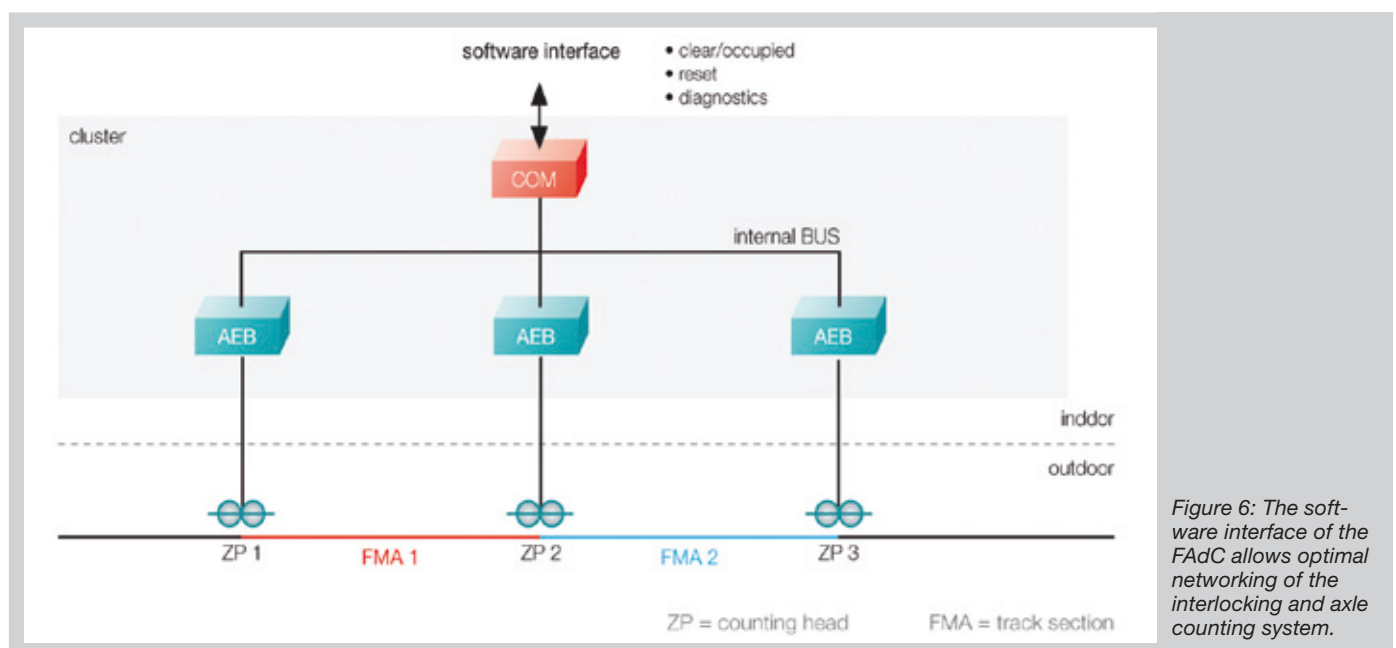 software interface
• clear/occupied
• reset
• diagnostics
cluster
COM
internal BUS
AEB
AEB
AEB
inddor
outdoor
ZP 1
FMA 1
ZP 2
FMA 2
ZP 3
ZP = counting head
FMA = track section
Figure 6: The soft-
ware interface of the
FAdC allows optimal
networking of the
interlocking and axle
counting system.